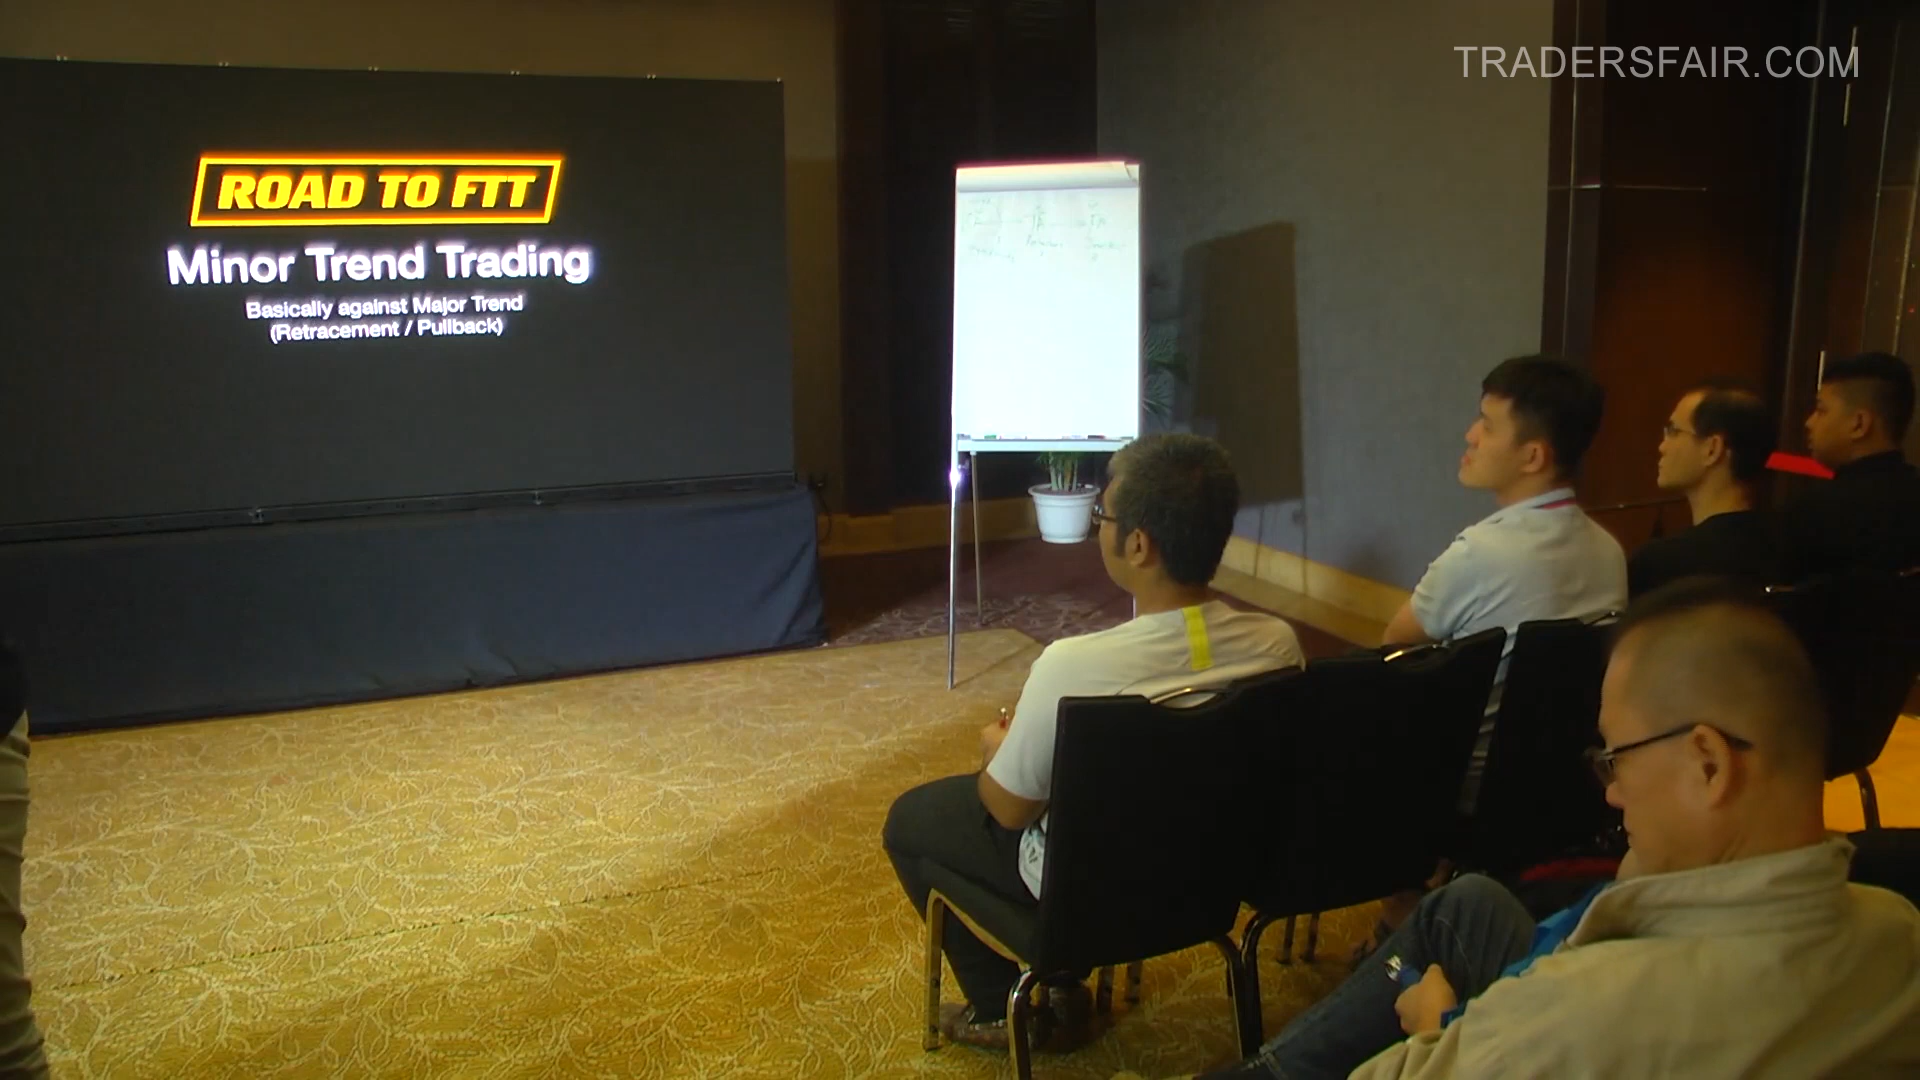 TRADERSFAIR.COM
ROAD TO FTT
Minor Trend Trading
Basically against Major Trend
(Retracement / Pullback)